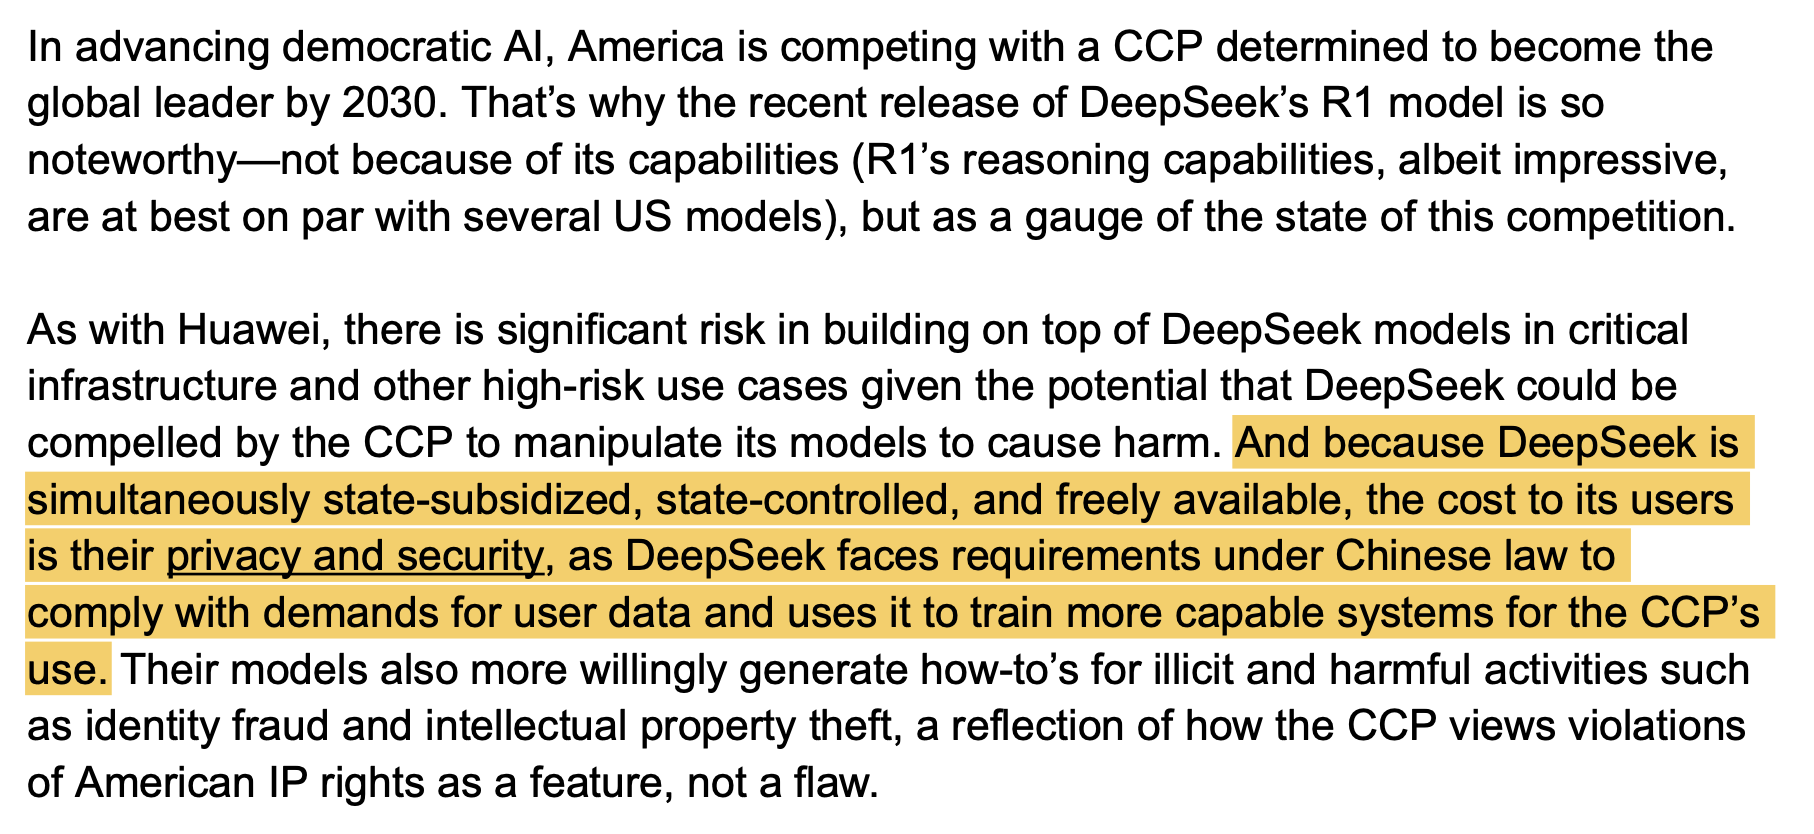 In advancing democratic AI, America is competing with a CCP determined to become the
global leader by 2030. That’s why the recent release of DeepSeek’s R1 model is so
noteworthy—not because of its capabilities (R1’s reasoning capabilities, albeit impressive,
are at best on par with several US models), but as a gauge of the state of this competition.
As with Huawei, there is significant risk in building on top of DeepSeek models in critical
infrastructure and other high-risk use cases given the potential that DeepSeek could be
compelled by the CCP to manipulate its models to cause harm. And because DeepSeek is
simultaneously state-subsidized, state-controlled, and freely available, the cost to its users
is their privacy and security, as DeepSeek faces requirements under Chinese law to
comply with demands for user data and uses it to train more capable systems for the CCP’s
use. Their models also more willingly generate how-to’s for illicit and harmful activities such
as identity fraud and intellectual property theft, a reflection of how the CCP views violations
of American IP rights as a feature, not a flaw.